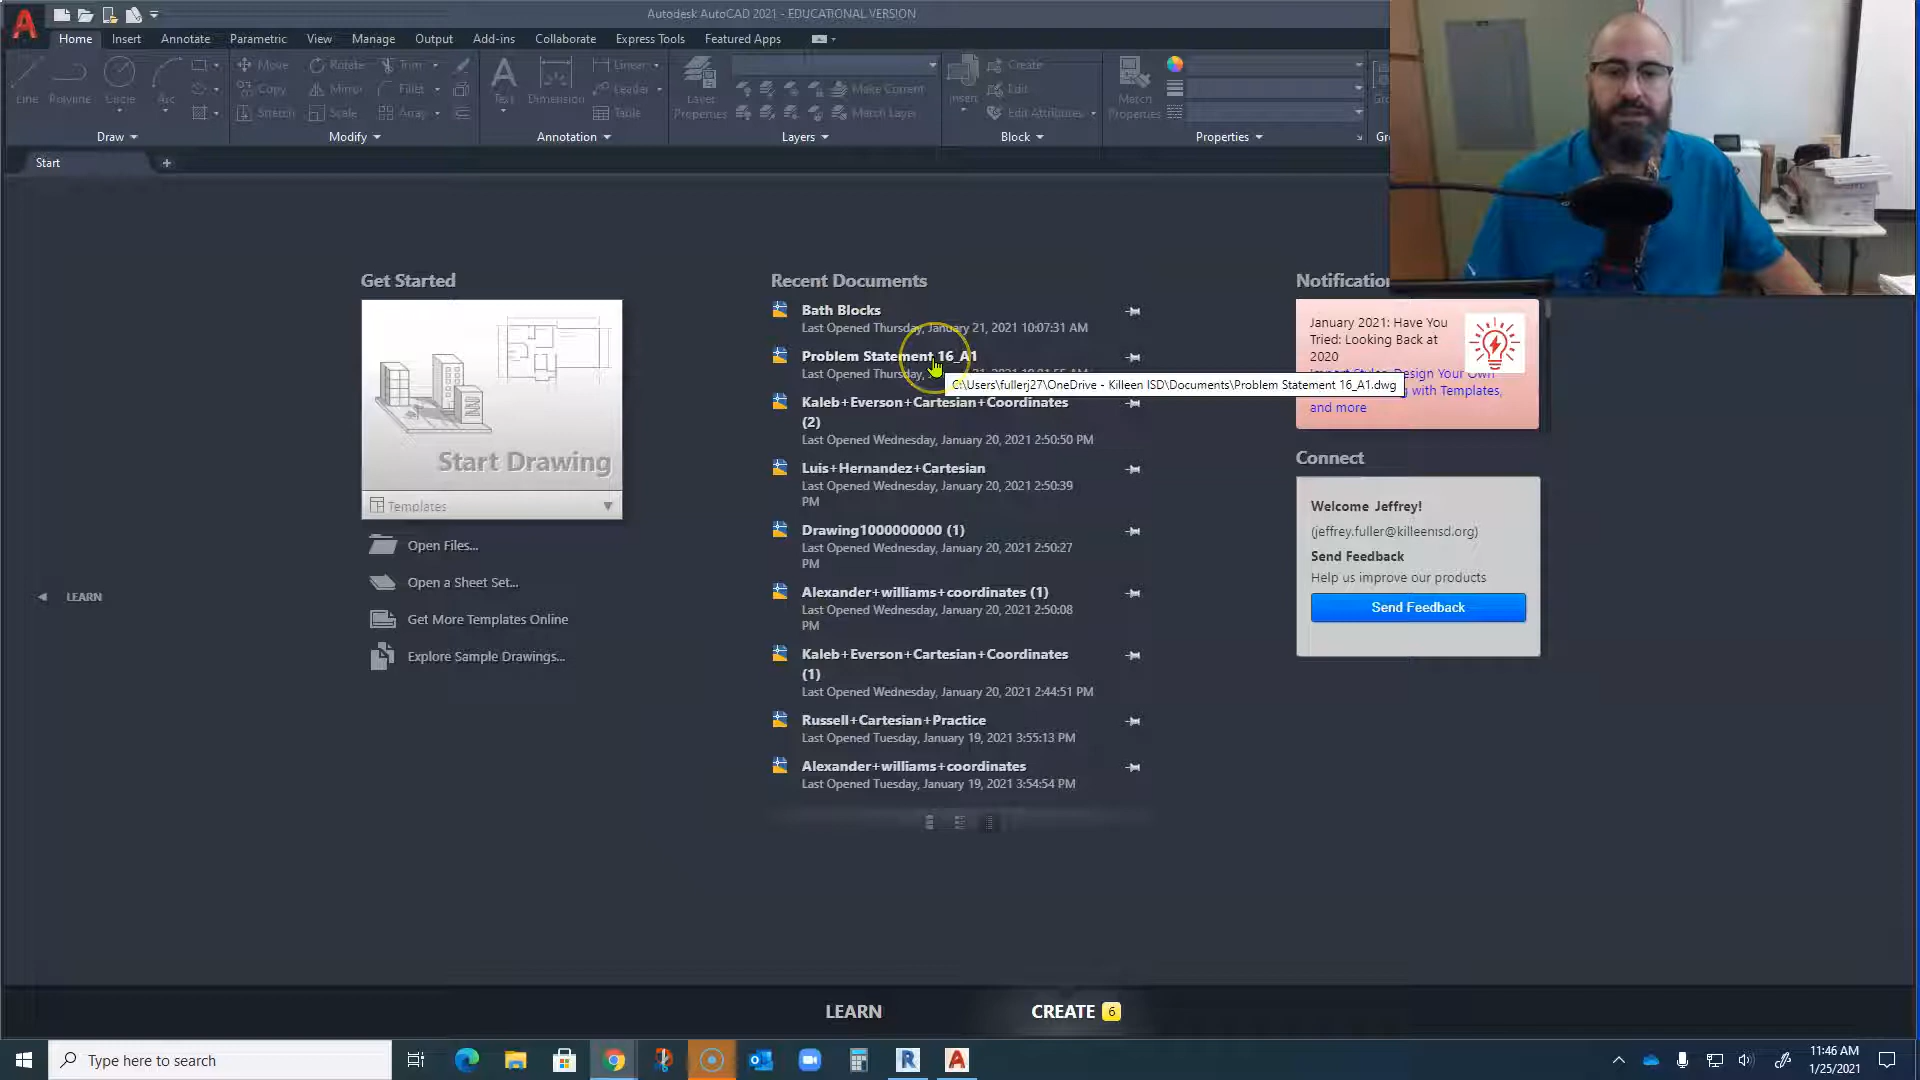 Autodesk AutoCAD 2021 - EDUCATIONAL VERSION
Home Insert Annotate Parametric View Manage Output Add-ins Collaborate Express Tools Featured Apps
Line Polyline Circle Arc
Move Rotate Trim
Copy Mirror Fillet
Stretch Scale Array
Text Dimension
Linear
Leader
Table
Layer Properties
Make Current
Match Layer
Insert
Create
Edit
Edit Attributes
Match Properties
Draw Modify Annotation Layers Block Properties
Start
Get Started
Start Drawing
Templates
Open Files...
Open a Sheet Set...
Get More Templates Online
Explore Sample Drawings...
LEARN
Recent Documents
Bath Blocks
Last Opened Thursday, January 21, 2021 10:07:31 AM
Problem Statement 16_A1
Last Opened Thursday,
C:\Users\fullerj27\OneDrive - Killeen ISD\Documents\Problem Statement 16_A1.dwg
Kaleb+Everson+Cartesian+Coordinates
(2)
Last Opened Wednesday, January 20, 2021 2:50:50 PM
Luis+Hernandez+Cartesian
Last Opened Wednesday, January 20, 2021 2:50:39
PM
Drawing1000000000 (1)
Last Opened Wednesday, January 20, 2021 2:50:27
PM
Alexander+williams+coordinates (1)
Last Opened Wednesday, January 20, 2021 2:50:08
PM
Kaleb+Everson+Cartesian+Coordinates
(1)
Last Opened Wednesday, January 20, 2021 2:44:51 PM
Russell+Cartesian+Practice
Last Opened Tuesday, January 19, 2021 3:55:13 PM
Alexander+williams+coordinates
Last Opened Tuesday, January 19, 2021 3:54:54 PM
January 2021: Have You
Tried: Looking Back at
2020
Design Your Own
with Templates,
and more
Connect
Welcome Jeffrey!
(jeffrey.fuller@killeenisd.org)
Send Feedback
Help us improve our products
Send Feedback
LEARN CREATE 6
Type here to search
11:46 AM
1/25/2021